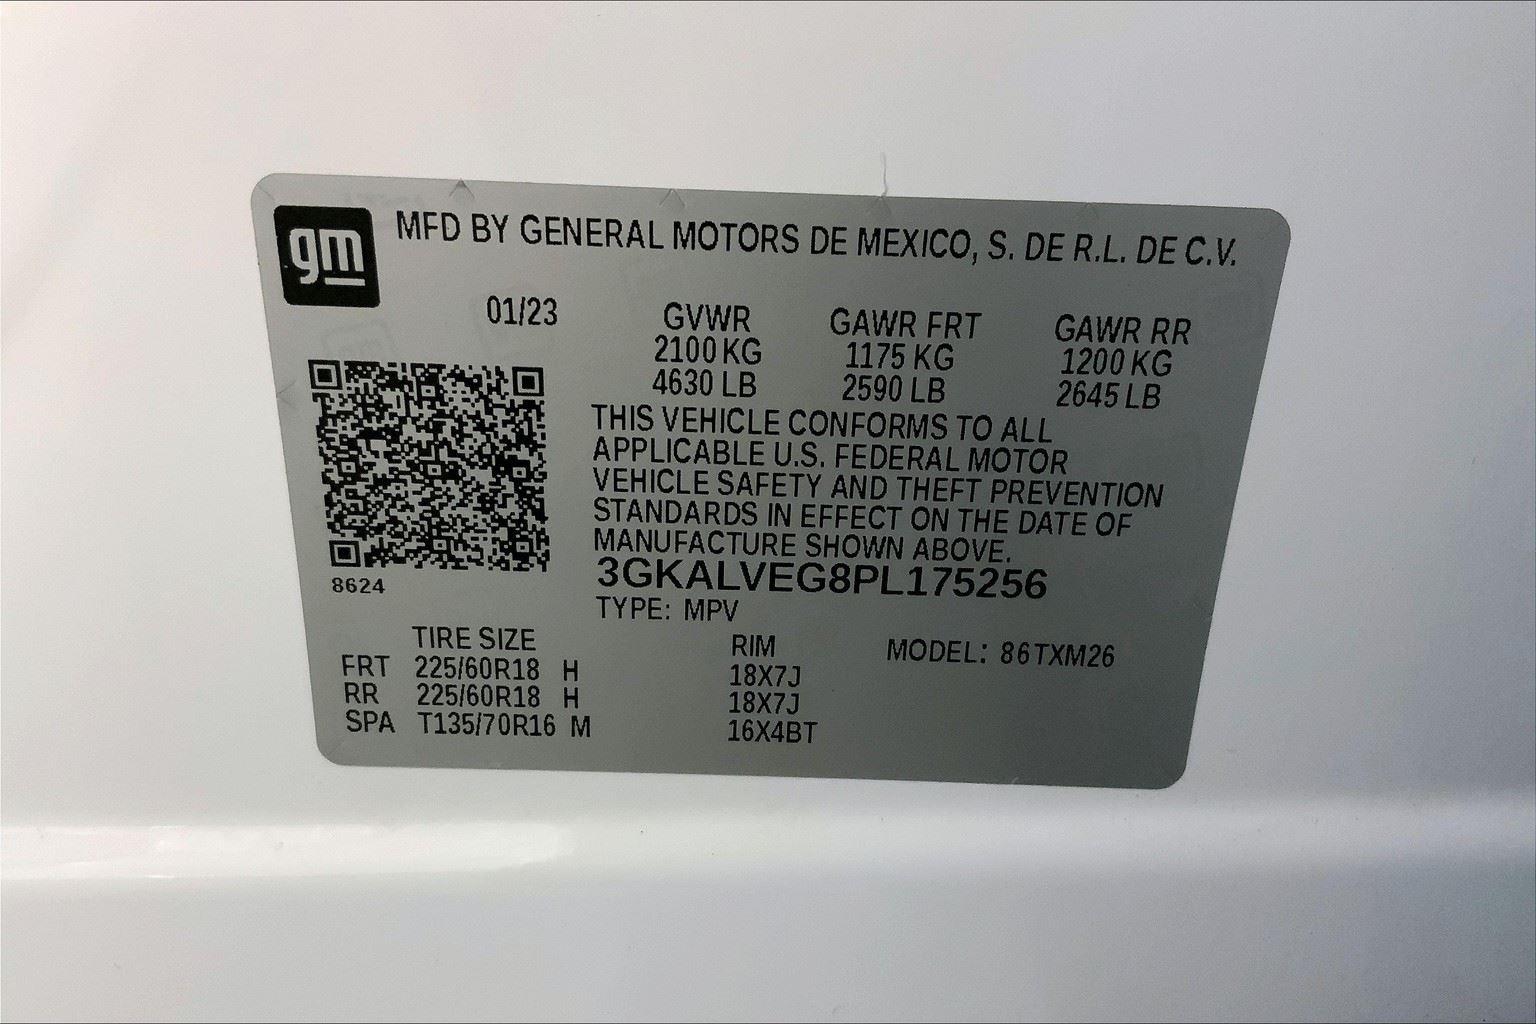 gm
MFD BY GENERAL MOTORS DE MEXICO, S. DE R.L. DE C.V.
01/23 GVWR GAWR FRT GAWR RR
2100 KG 1175 KG 1200 KG
4630 LB 2590 LB 2645 LB
THIS VEHICLE CONFORMS TO ALL
APPLICABLE U.S. FEDERAL MOTOR
VEHICLE SAFETY AND THEFT PREVENTION
STANDARDS IN EFFECT ON THE DATE OF
MANUFACTURE SHOWN ABOVE.
3GKALVEG8PL175256
8624
TYPE: MPV
TIRE SIZE RIM MODEL: 86TXM26
FRT 225/60R18 H 18X7J
RR 225/60R18 H 18X7J
SPA T135/70R16 M 16X4BT